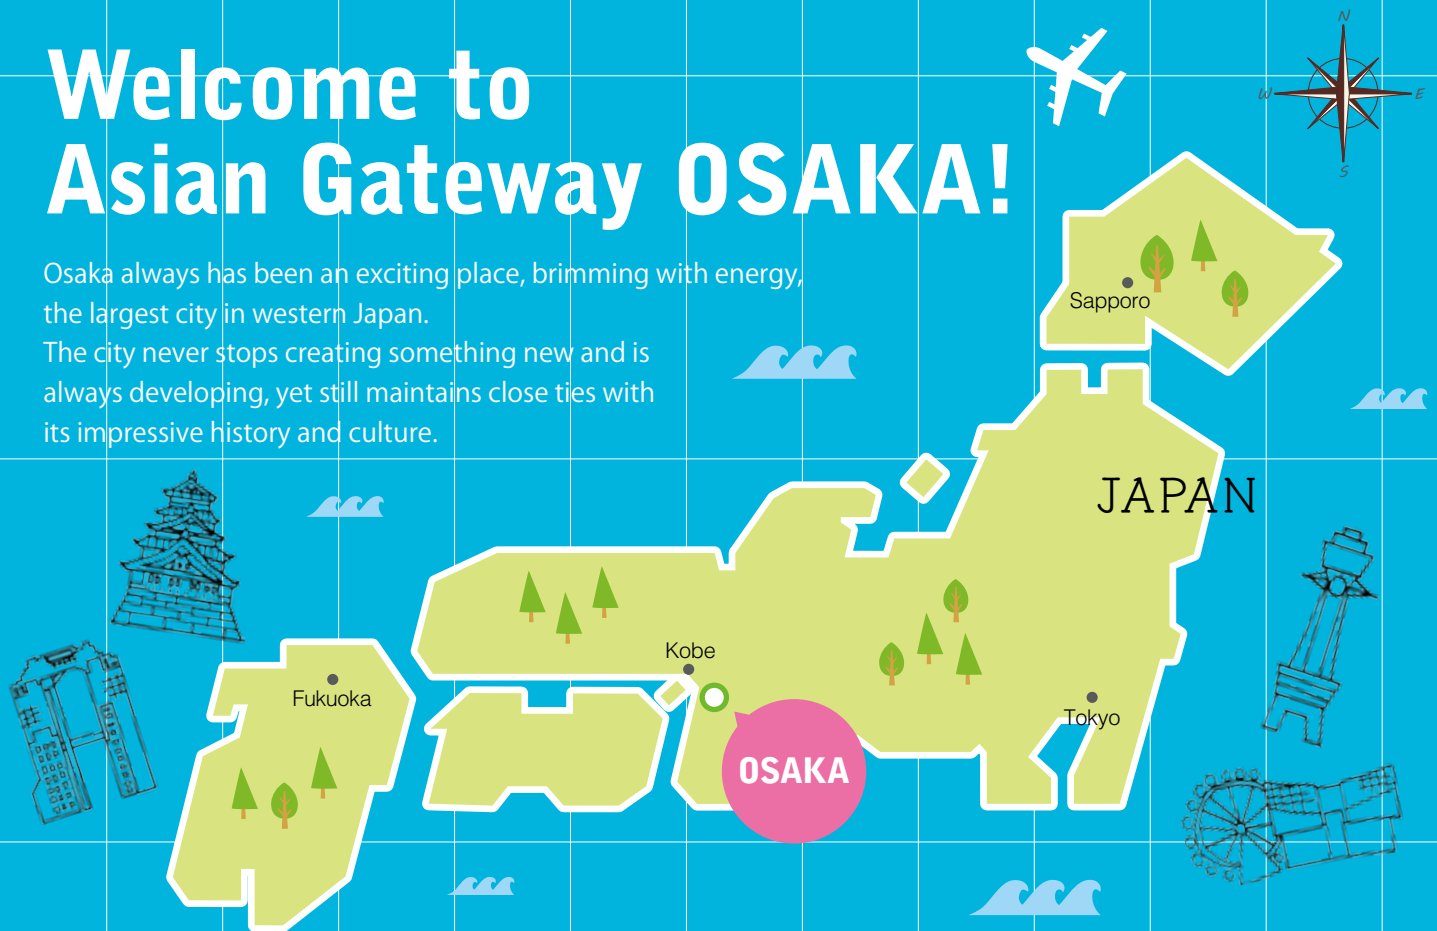 Welcome to
Asian Gateway OSAKA!
Osaka always has been an exciting place, brimming with energy,
the largest city in western Japan.
The city never stops creating something new and is
always developing, yet still maintains close ties with
its impressive history and culture.
N
W E
S
Sapporo
JAPAN
Kobe
Fukuoka
Tokyo
OSAKA